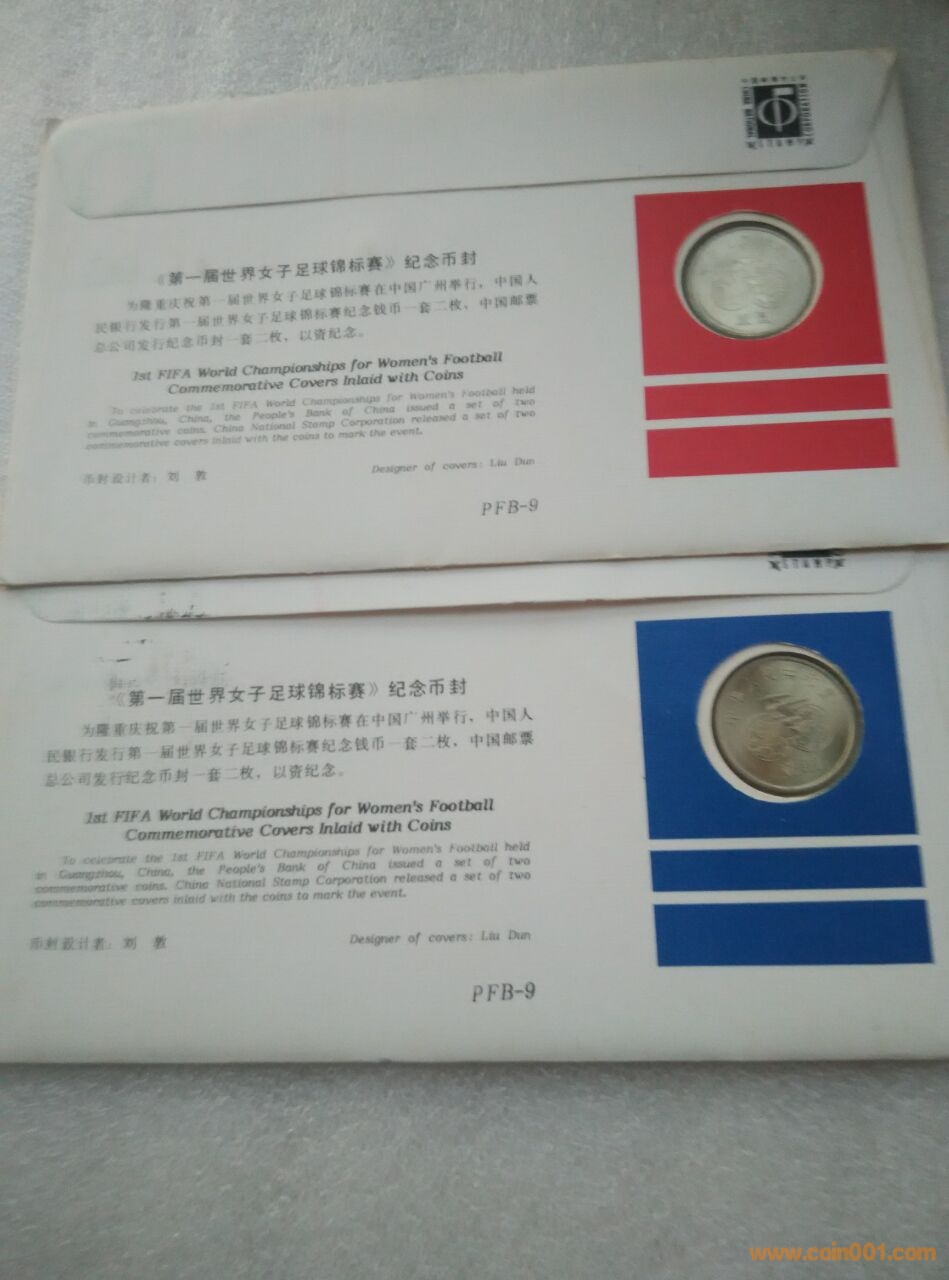 CHINA NATIONAL
STAMP
CORPORATION
《第一届世界女子足球锦标赛》纪念币封
为隆重庆祝第一届世界女子足球锦标赛在中国广州举行，中国人
民银行发行第一届世界女子足球锦标赛纪念钱币一套二枚、中国邮票
总公司发行纪念币封一套二枚，以资纪念。
1st FIFA World Championships for Women's Football
Commemorative Covers Inlaid with Coins
To celebrate the 1st FIFA World Championships for Women's Football held
in Guangzhou, China, the People's Bank of China issued a set of two
commemorative coins. China National Stamp Corporation released a set of two
commemorative covers inlaid with the coins to mark the event.
币封設计者：刘 敦
Designer of covers: Liu Dun
PFB-9
STAMP
《第一届世界女子足球锦标赛》纪念币封
为隆重庆祝第一届世界女子足球锦标赛在中国广州举行，中国人
民银行发行第一届世界女子足球锦标赛纪念钱币一套二枚、中国邮票
总公司发行纪念币封一套二枚，以资纪念。
1st FIFA World Championships for Women's Football
Commemorative Covers Inlaid with Coins
To celebrate the 1st FIFA World Championships for Women's Football held
in Guangzhou, China, the People's Bank of China issued a set of two
commemorative coins. China National Stamp Corporation released a set of two
commemorative covers inlaid with the coins to mark the event.
币封設计者：刘 敦
Designer of covers: Liu Dun
PFB-9
www.coin001.com